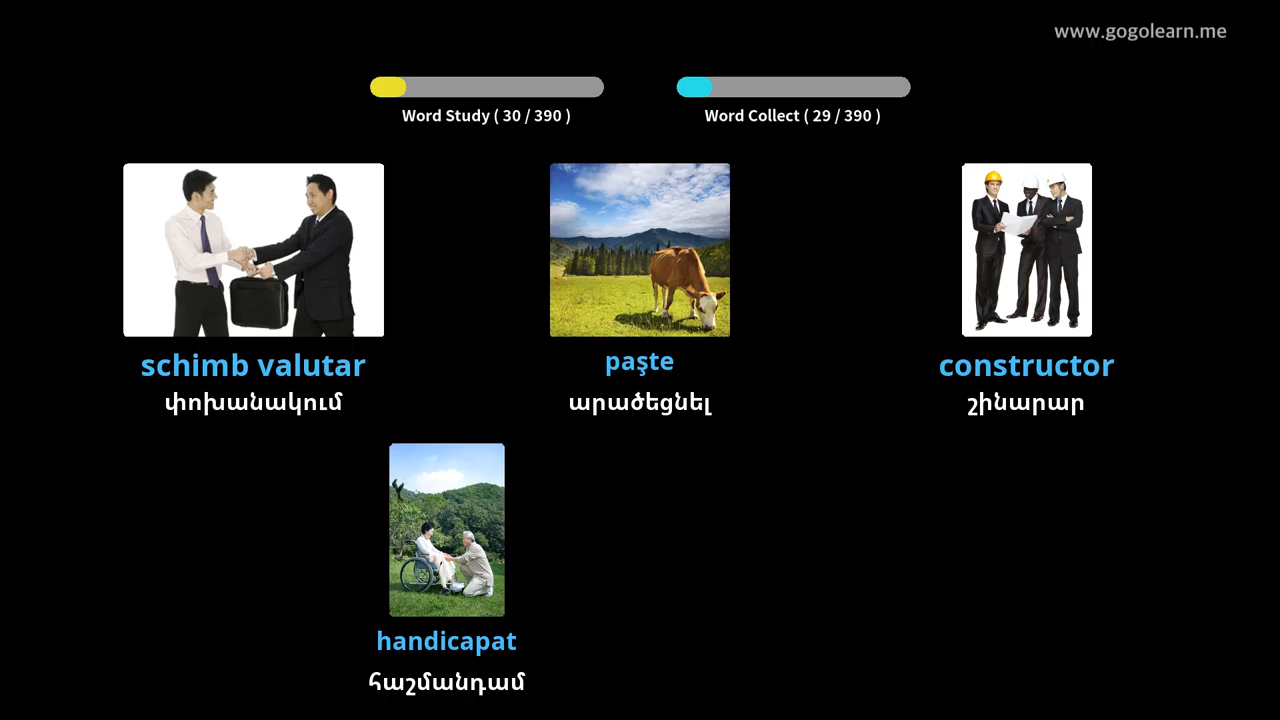 www.gogolearn.me
Word Study ( 30 / 390 )
Word Collect ( 29 / 390 )
schimb valutar
փոխանակում
paşte
արածեցնել
constructor
շինարար
handicapat
հաշմանդամ